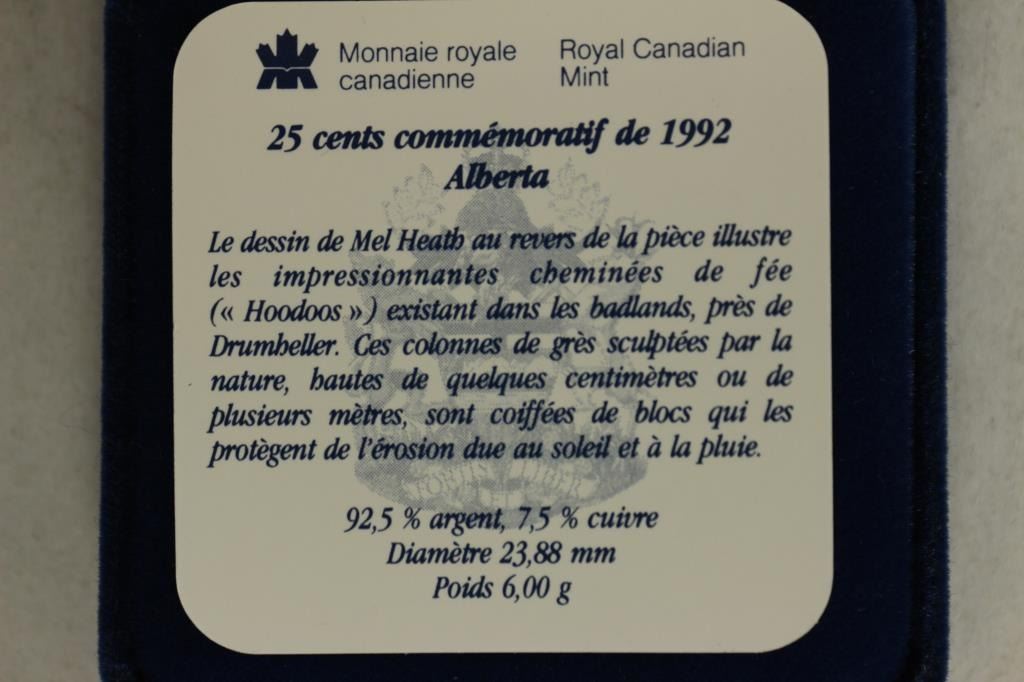 Monnaie royale canadienne
Royal Canadian Mint
25 cents commémoratif de 1992
Alberta
Le dessin de Mel Heath au revers de la pièce illustre
les impressionnantes cheminées de fée
(« Hoodoos ») existant dans les badlands, près de
Drumheller. Ces colonnes de grès sculptées par la
nature, hautes de quelques centimètres ou de
plusieurs mètres, sont coiffées de blocs qui les
protègent de l'érosion due au soleil et à la pluie.
FORTIS ET LIBER
92,5 % argent, 7,5 % cuivre
Diamètre 23,88 mm
Poids 6,00 g